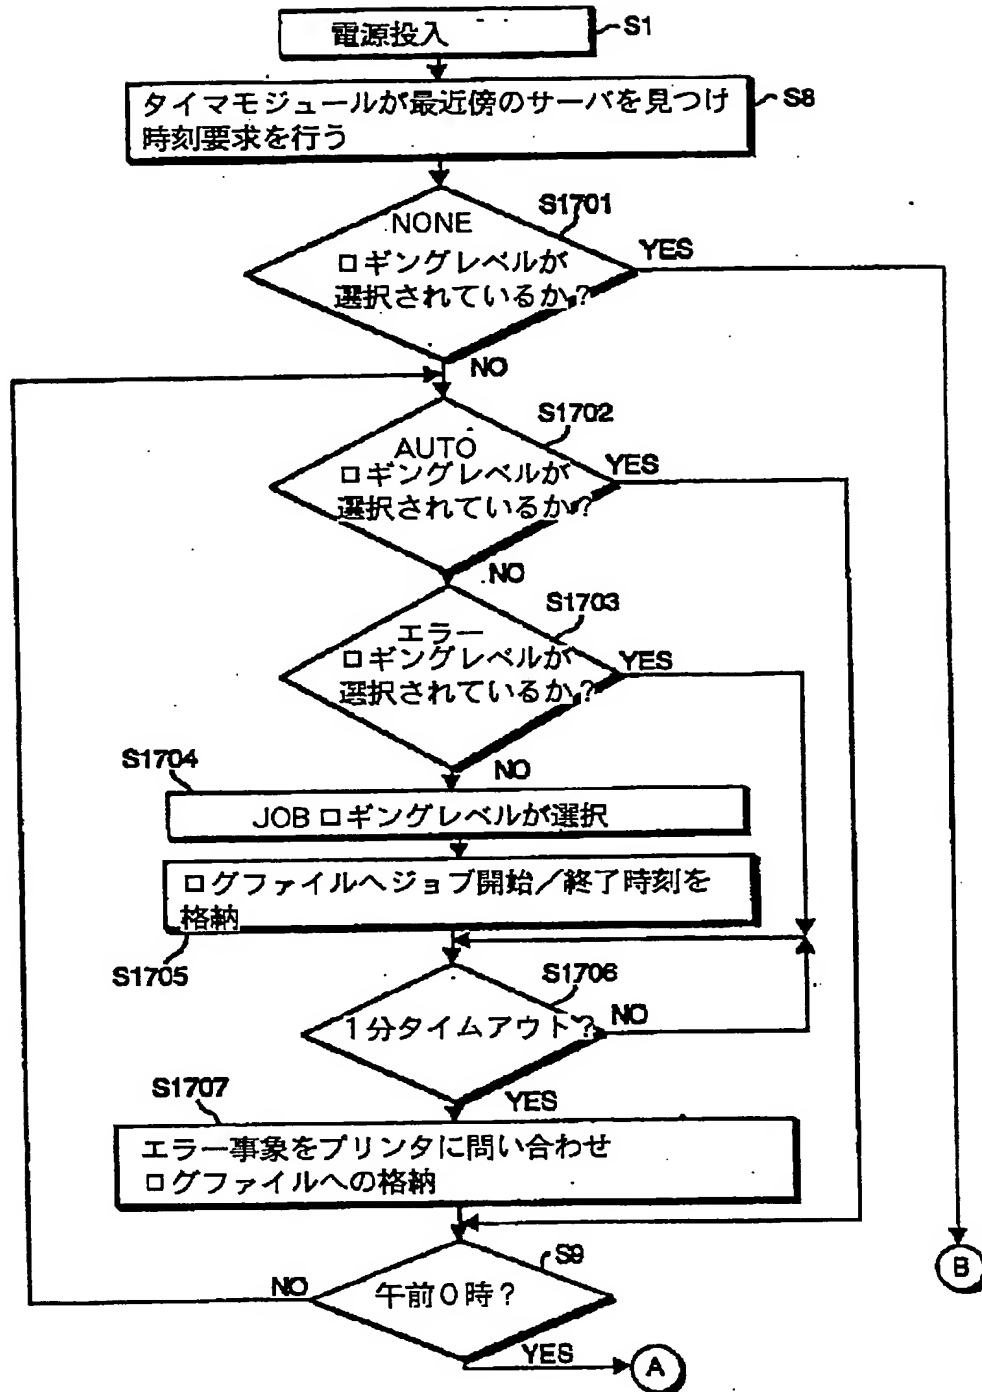 電源投入
S1
タイマモジュールが最近傍のサーバを見つけ
時刻要求を行う
S8
S1701
NONE
ロギングレベルが
選択されているか?
YES
NO
S1702
AUTO
ロギングレベルが
選択されているか?
YES
NO
S1703
エラー
ロギングレベルが
選択されているか?
YES
NO
S1704
JOB ロギングレベルが選択
ログファイルへジョブ開始/終了時刻を
格納
S1705
S1706
1分タイムアウト?
NO
YES
S1707
エラー事象をプリンタに問い合わせ
ログファイルへの格納
S9
午前0時?
NO
YES
A
B